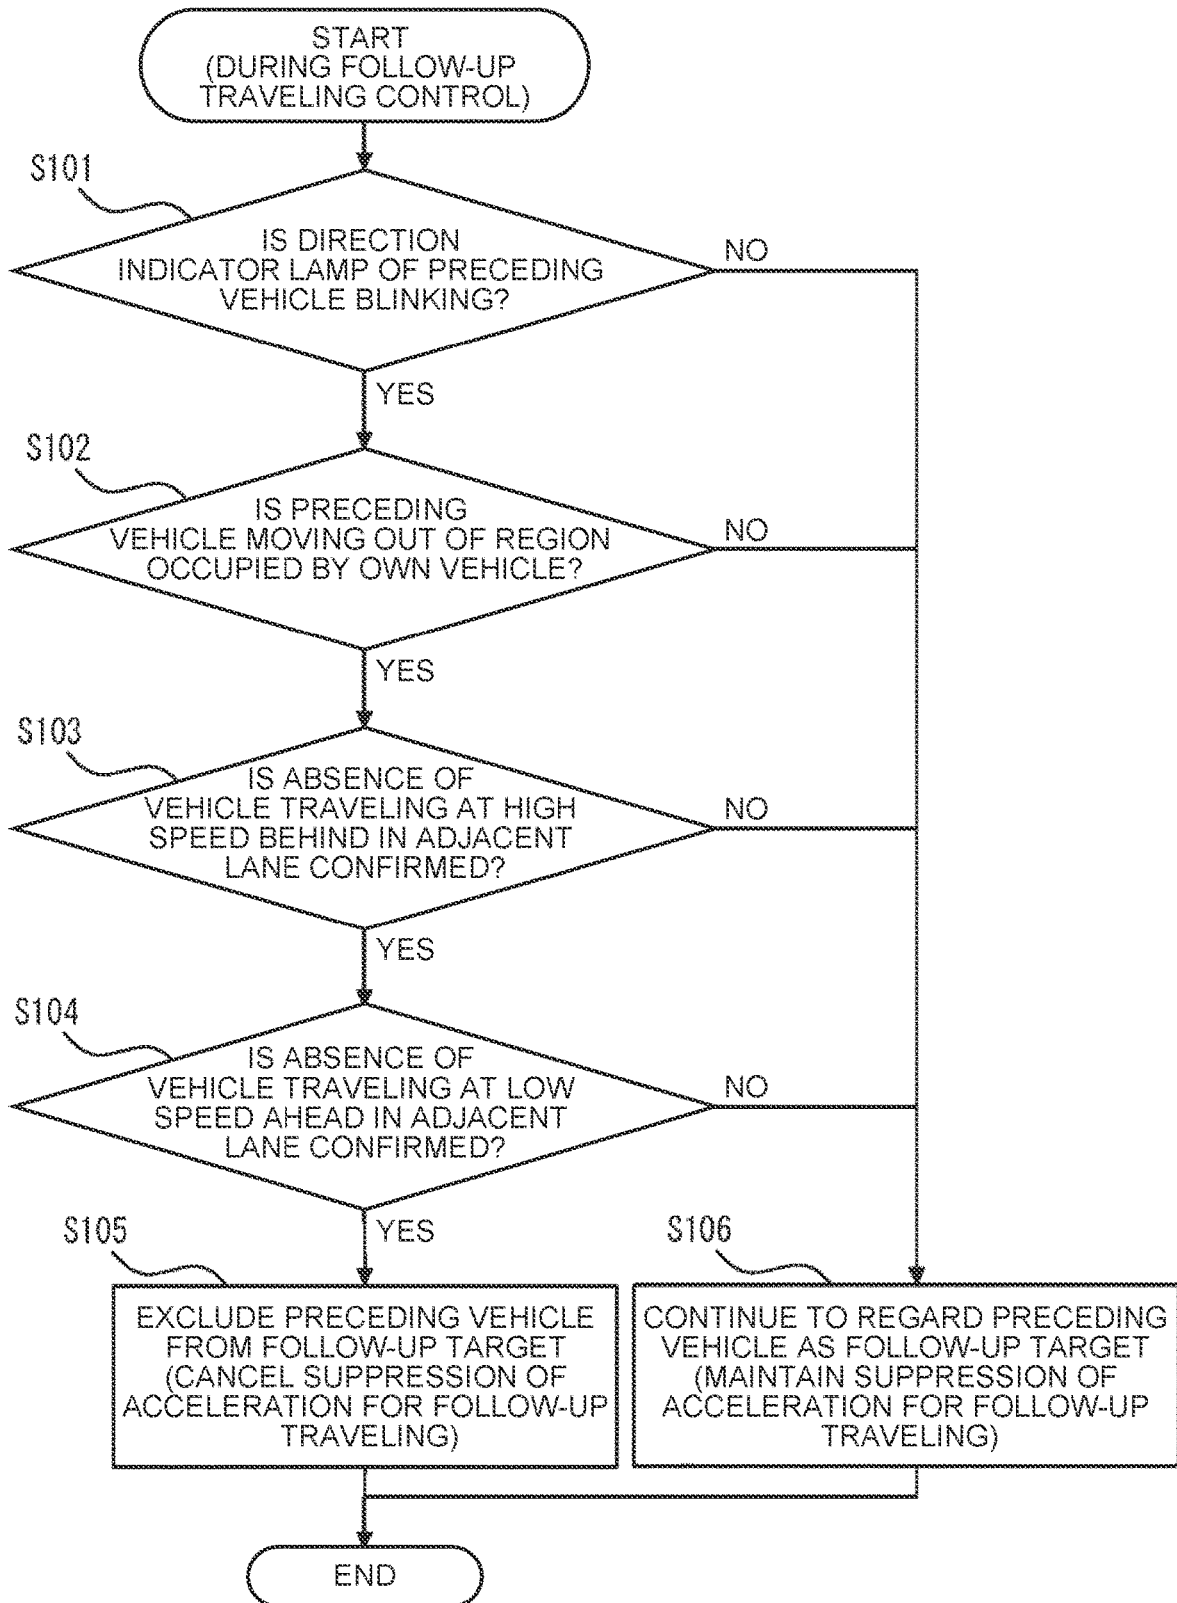 START
(DURING FOLLOW-UP
TRAVELING CONTROL)
S101
IS DIRECTION
INDICATOR LAMP OF PRECEDING
VEHICLE BLINKING?
NO
YES
S102
IS PRECEDING
VEHICLE MOVING OUT OF REGION
OCCUPIED BY OWN VEHICLE?
NO
YES
S103
IS ABSENCE OF
VEHICLE TRAVELING AT HIGH
SPEED BEHIND IN ADJACENT
LANE CONFIRMED?
NO
YES
S104
IS ABSENCE OF
VEHICLE TRAVELING AT LOW
SPEED AHEAD IN ADJACENT
LANE CONFIRMED?
NO
YES
S105
EXCLUDE PRECEDING VEHICLE
FROM FOLLOW-UP TARGET
(CANCEL SUPPRESSION OF
ACCELERATION FOR FOLLOW-UP
TRAVELING)
S106
CONTINUE TO REGARD PRECEDING
VEHICLE AS FOLLOW-UP TARGET
(MAINTAIN SUPPRESSION OF
ACCELERATION FOR FOLLOW-UP
TRAVELING)
END